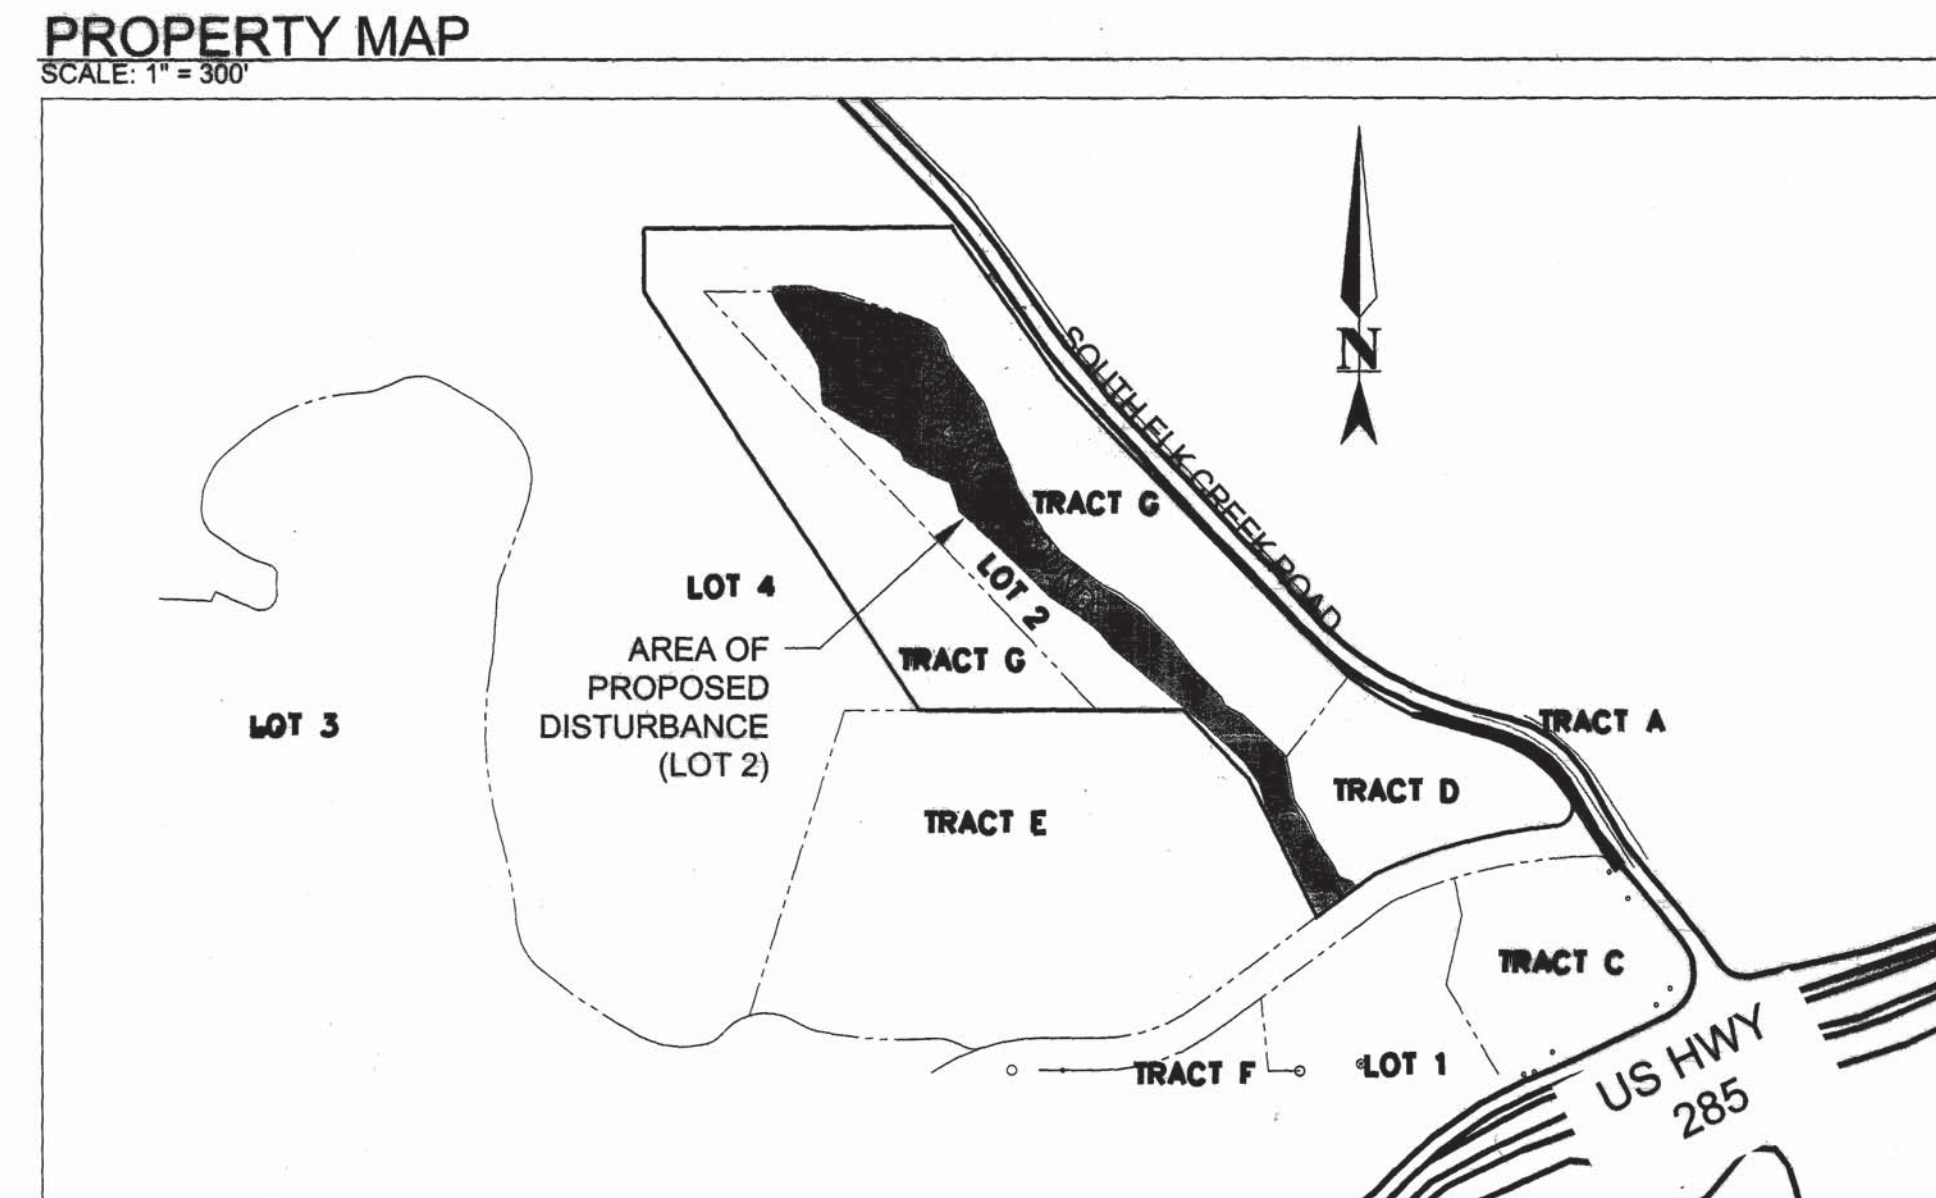 PROPERTY MAP
SCALE: 1" = 300'
N
SOUTH ELK CREEK ROAD
TRACT G
LOT 2
LOT 4
AREA OF
PROPOSED
DISTURBANCE
(LOT 2)
TRACT G
LOT 3
TRACT A
TRACT D
TRACT E
TRACT C
TRACT F
LOT 1
US HWY
285